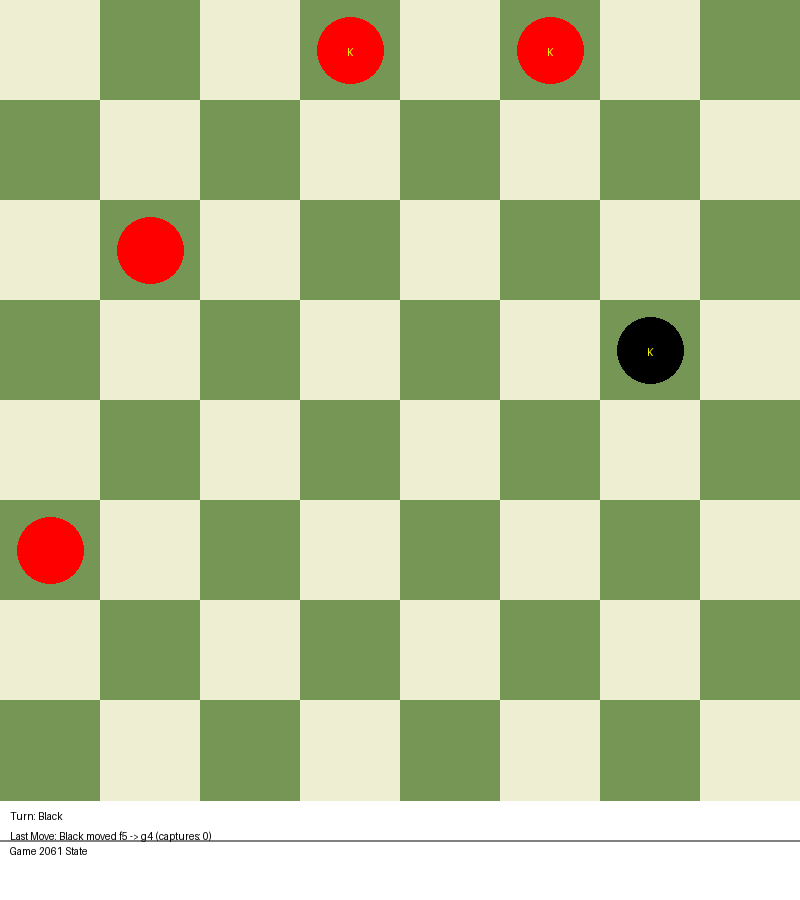 K K
K
Turn: Black
Last Move: Black moved f5 -> g4 (captures: 0)
Game 2061 State